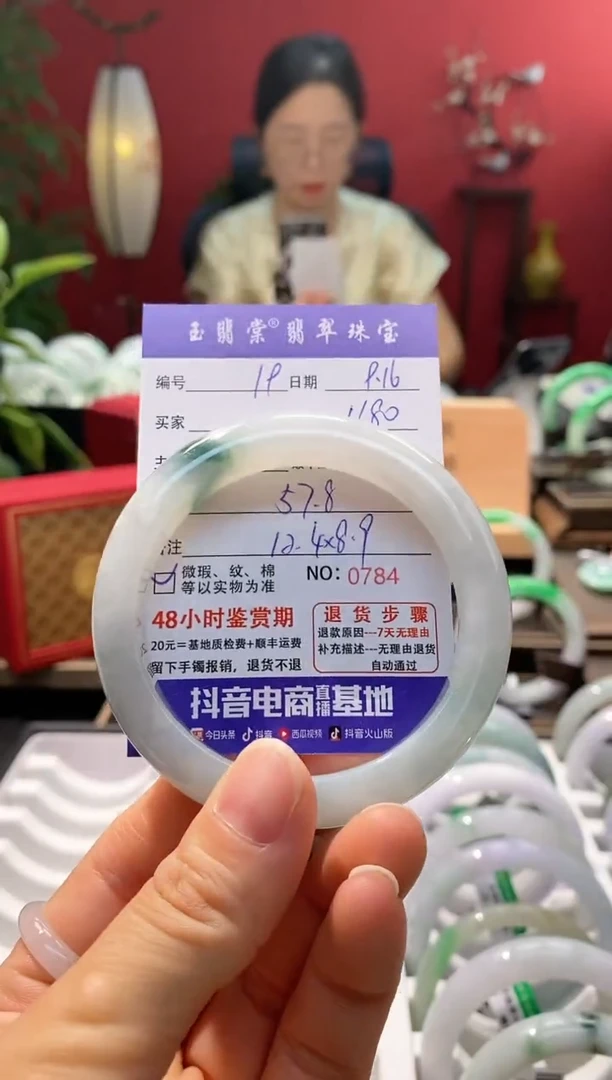 玉翡棠®翡翠珠宝
编号 19 日期 9.16
买家 1180
57.8
备注 12.4x8.9
微瑕、纹、棉
等以实物为准
NO: 0784
48小时鉴赏期
20元=基地质检费+顺丰运费
留下手镯报销，退货不退
退货步骤
退款原因---7天无理由
补充描述---无理由退货
自动通过
抖音电商直播基地
今日头条 抖音 西瓜视频 抖音火山版